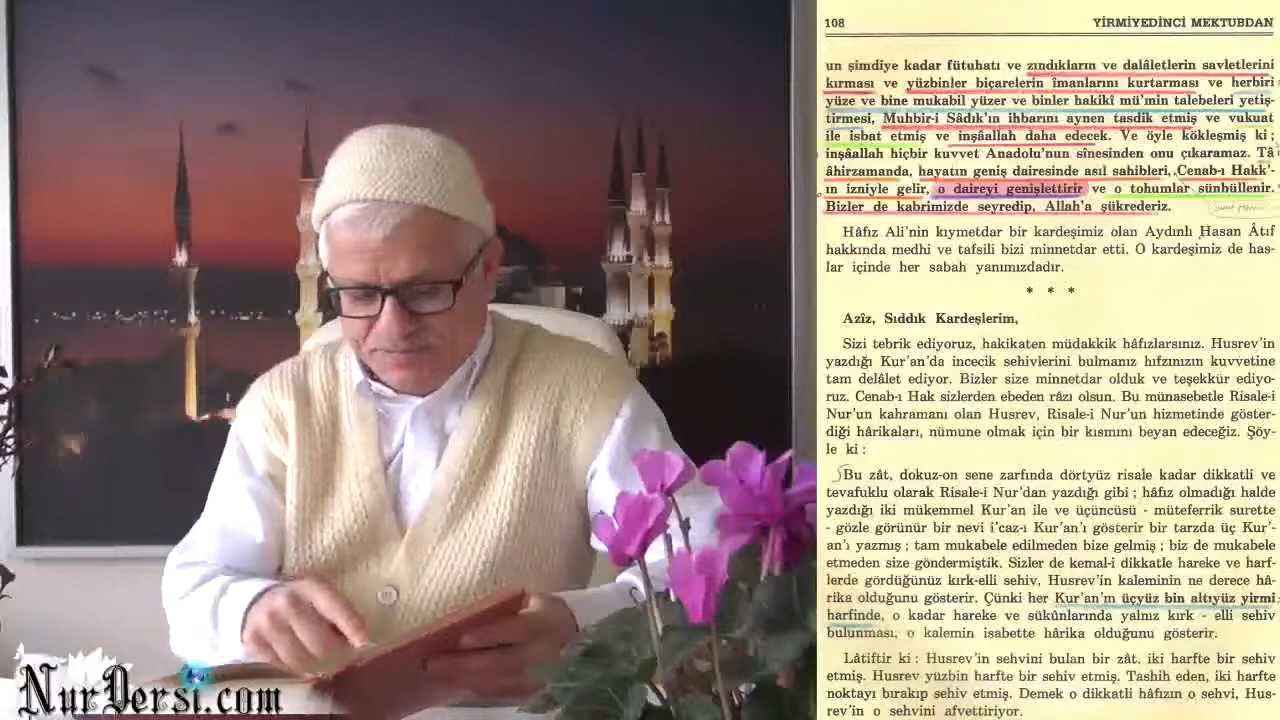 108 YİRMİYEDİNCİ MEKTUBDAN
un şimdiye kadar fütuhatı ve zındıkların ve dalâletlerin savletlerini
kırması ve yüzbinler biçarelerin îmanlarını kurtarması ve herbiri
yüze ve bine mukabil yüzer ve binler hakikî mü'min talebeleri yetiş-
tirmesi, Muhbir-i Sâdık'ın ihbarını aynen tasdik etmiş ve vukuat
ile isbat etmiş ve inşâallah daha edecek. Ve öyle kökleşmiş ki ;
inşâallah hiçbir kuvvet Anadolu'nun sînesinden onu çıkaramaz. Tâ
âhirzamanda, hayatın geniş dairesinde asıl sahibleri, Cenab-ı Hakk'-
ın izniyle gelir, o daireyi genişlettirir ve o tohumlar sünbüllenir.
Bizler de kabrimizde seyredip, Allah'a şükrederiz.
Hâfız Ali'nin kıymetdar bir kardeşimiz olan Aydınlı Hasan Âtıf
hakkında medhi ve tafsili bizi minnetdar etti. O kardeşimiz de has-
lar içinde her sabah yanımızdadır.
* * *
Azîz, Sıddık Kardeşlerim,
Sizi tebrik ediyoruz, hakikaten müdakkik hâfızlarsınız. Husrev'in
yazdığı Kur'an'da incecik sehivlerini bulmanız hıfzınızın kuvvetine
tam delâlet ediyor. Bizler size minnetdar olduk ve teşekkür ediyo-
ruz. Cenab-ı Hak sizlerden ebeden râzı olsun. Bu münasebetle Risale-i
Nur'un kahramanı olan Husrev, Risale-i Nur'un hizmetinde göster-
diği hârikaları, nümune olmak için bir kısmını beyan edeceğiz. Şöy-
le ki :
Bu zât, dokuz-on sene zarfında dörtyüz risale kadar dikkatli ve
tevafuklu olarak Risale-i Nur'dan yazdığı gibi ; hâfız olmadığı halde
yazdığı iki mükemmel Kur'an ile ve üçüncüsü - müteferrik surette
- gözle görünür bir nevi i'caz-ı Kur'an'ı gösterir bir tarzda üç Kur'-
an'ı yazmış ; tam mukabele edilmeden bize gelmiş ; biz de mukabele
etmeden size göndermiştik. Sizler de kemal-i dikkatle hareke ve harf-
lerde gördüğünüz kırk-elli sehiv, Husrev'in kaleminin ne derece hâ-
rika olduğunu gösterir. Çünki her Kur'an'm üçyüz bin altıyüz yirmi
harfinde, o kadar hareke ve sükûnlarında yalnız kırk - elli sehiv
bulunması, o kalemin isabette hârika olduğunu gösterir.
Lâtiftir ki : Husrev'in sehvini bulan bir zât. iki harfte bir sehiv
etmiş. Husrev yüzbin harfte bir sehiv etmiş. Tashih eden, iki harfte
noktayı bırakıp sehiv etmiş. Demek o dikkatli hâfızın o sehvi, Hus-
rev'in o sehvini afvettiriyor.
NurDersi.com